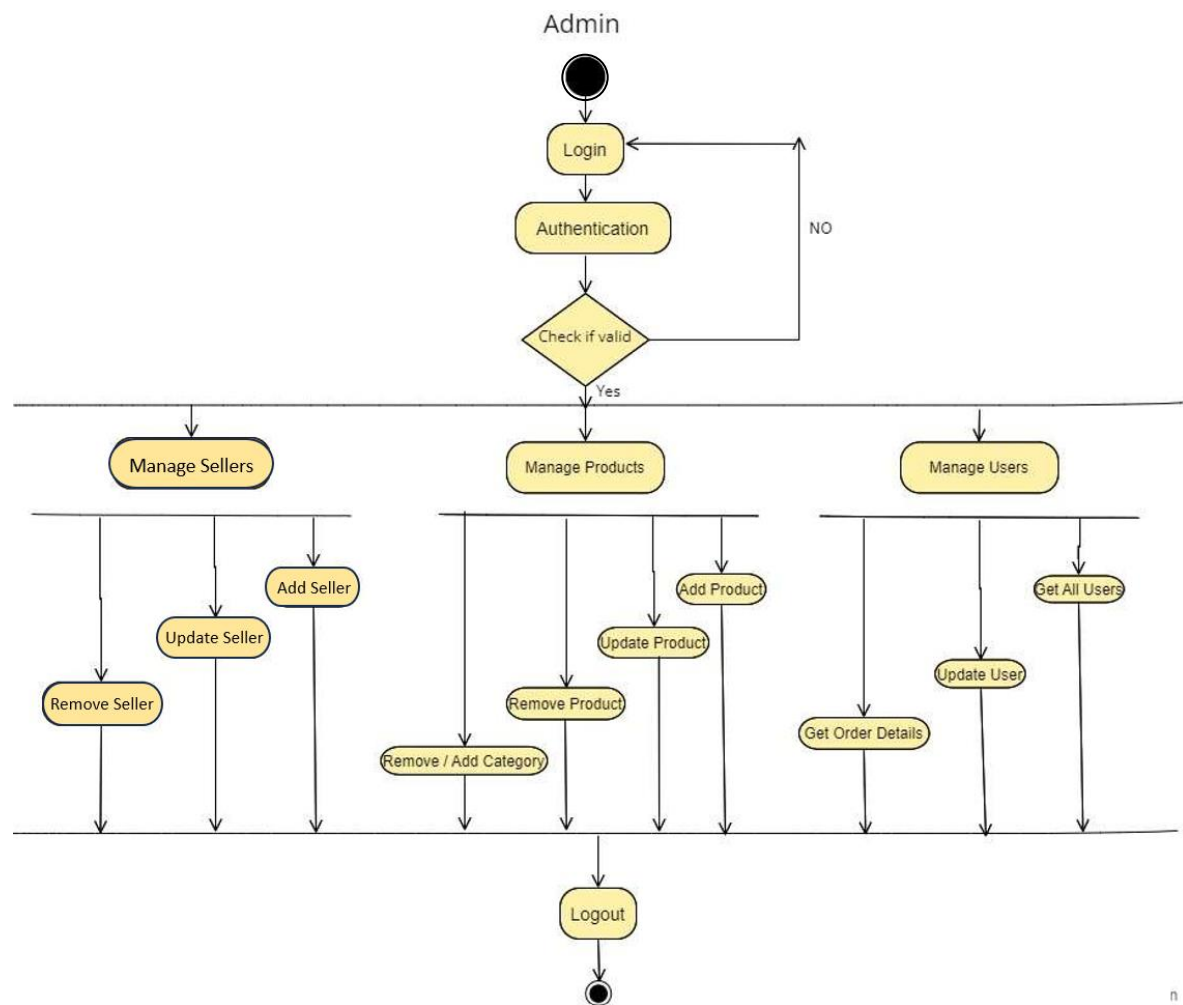 Admin
Login
Authentication
NO
Check if valid
Yes
Manage Sellers
Manage Products
Manage Users
Add Seller
Add Product
Get All Users
Update Seller
Update Product
Update User
Remove Seller
Remove Product
Get Order Details
Remove / Add Category
Logout
n